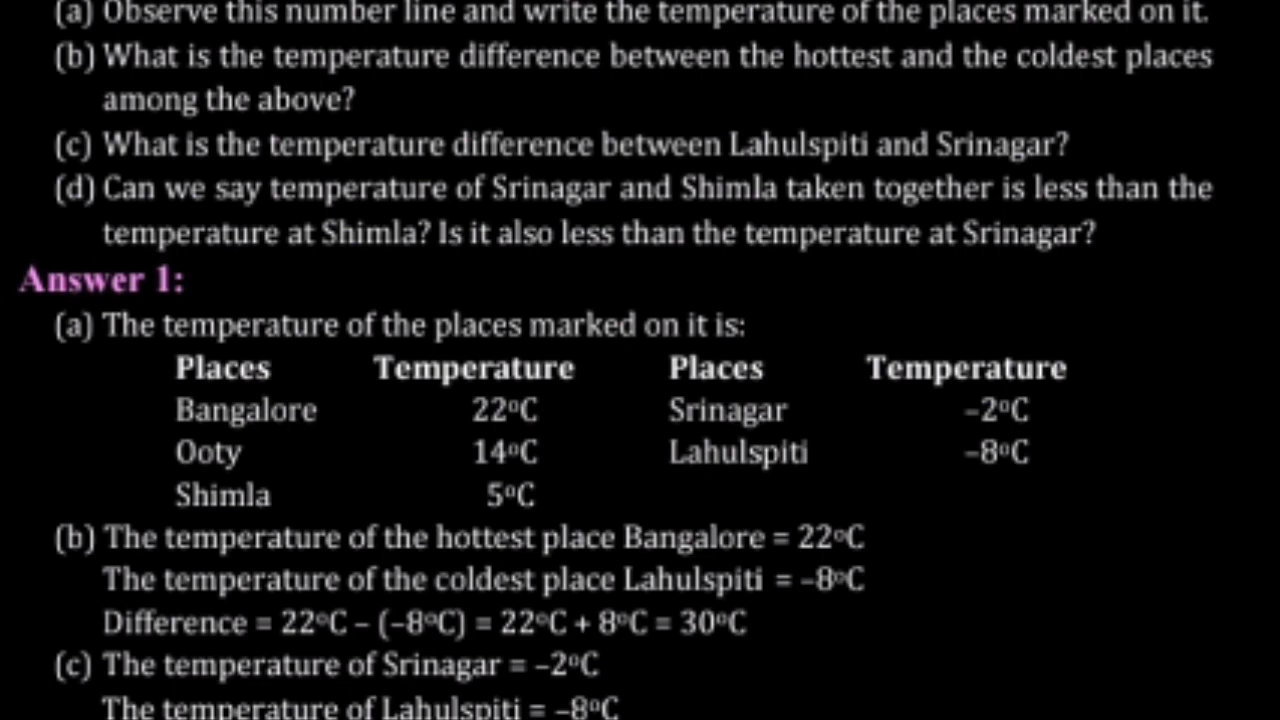 (a) Observe this number line and write the temperature of the places marked on it.
(b) What is the temperature difference between the hottest and the coldest places
among the above?
(c) What is the temperature difference between Lahulspiti and Srinagar?
(d) Can we say temperature of Srinagar and Shimla taken together is less than the
temperature at Shimla? Is it also less than the temperature at Srinagar?
Answer 1:
(a) The temperature of the places marked on it is:
Places Temperature Places Temperature
Bangalore 22°C Srinagar –2°C
Ooty 14°C Lahulspiti –8°C
Shimla 5°C
(b) The temperature of the hottest place Bangalore = 22°C
The temperature of the coldest place Lahulspiti = –8°C
Difference = 22°C – (–8°C) = 22°C + 8°C = 30°C
(c) The temperature of Srinagar = –2°C
The temperature of Lahulspiti = –8°C